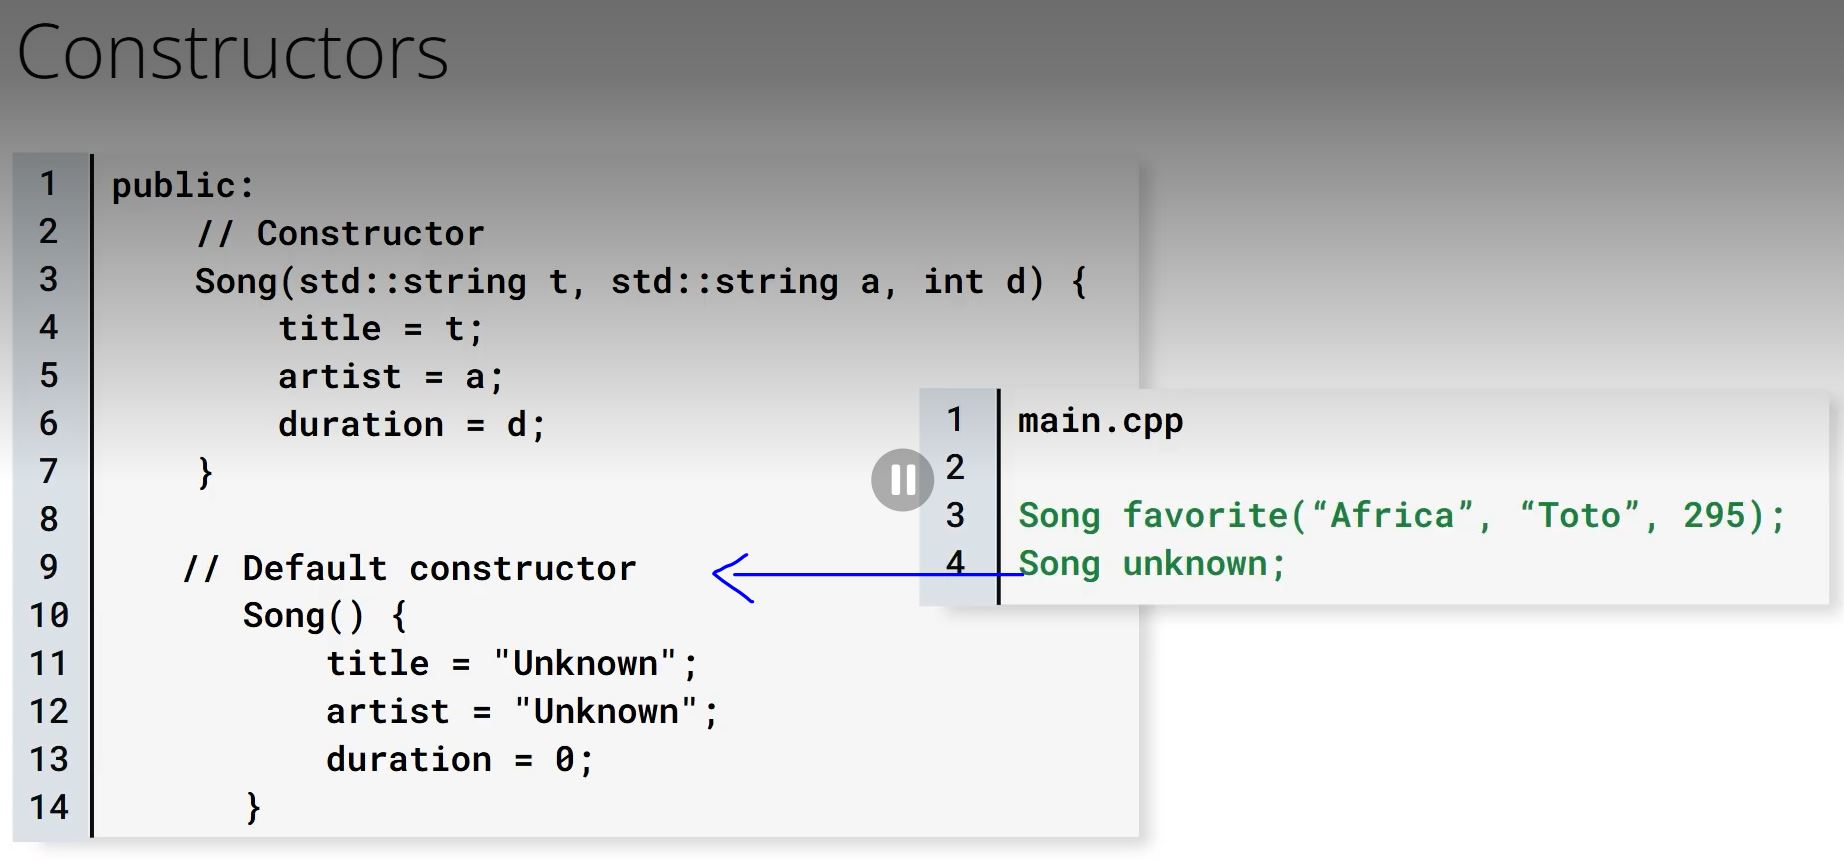 Constructors
1 public:
2 // Constructor
3 Song(std::string t, std::string a, int d) {
4 title = t;
5 artist = a;
6 duration = d;
7 }
8
9 // Default constructor
10 Song() {
11 title = "Unknown";
12 artist = "Unknown";
13 duration = 0;
14 }
1 main.cpp
2
3 Song favorite(“Africa”, “Toto”, 295);
4 Song unknown;